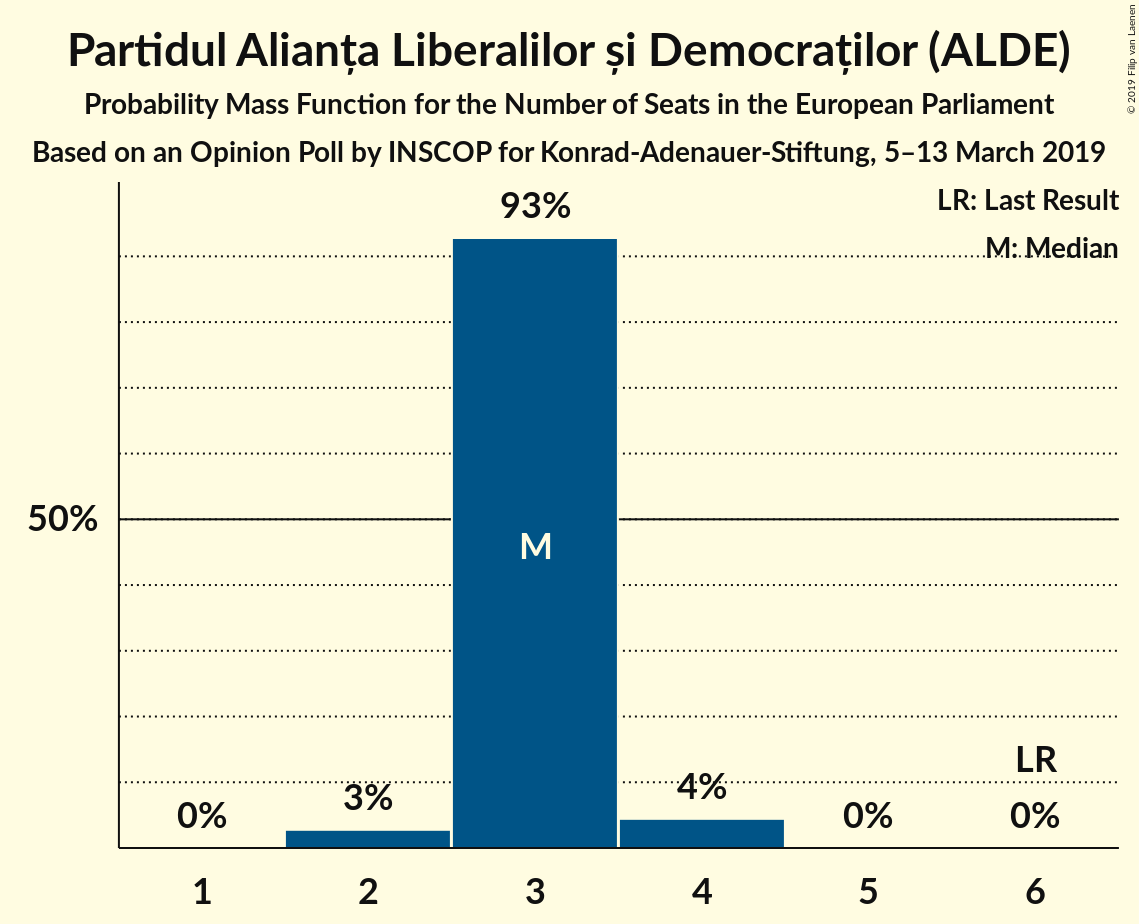 Partidul Alianța Liberalilor și Democraților (ALDE)
Probability Mass Function for the Number of Seats in the European Parliament
Based on an Opinion Poll by INSCOP for Konrad-Adenauer-Stiftung, 5–13 March 2019
© 2019 Filip van Laenen
LR: Last Result
M: Median
93%
50%
M
LR
0%
3%
4%
0%
0%
1
2
3
4
5
6